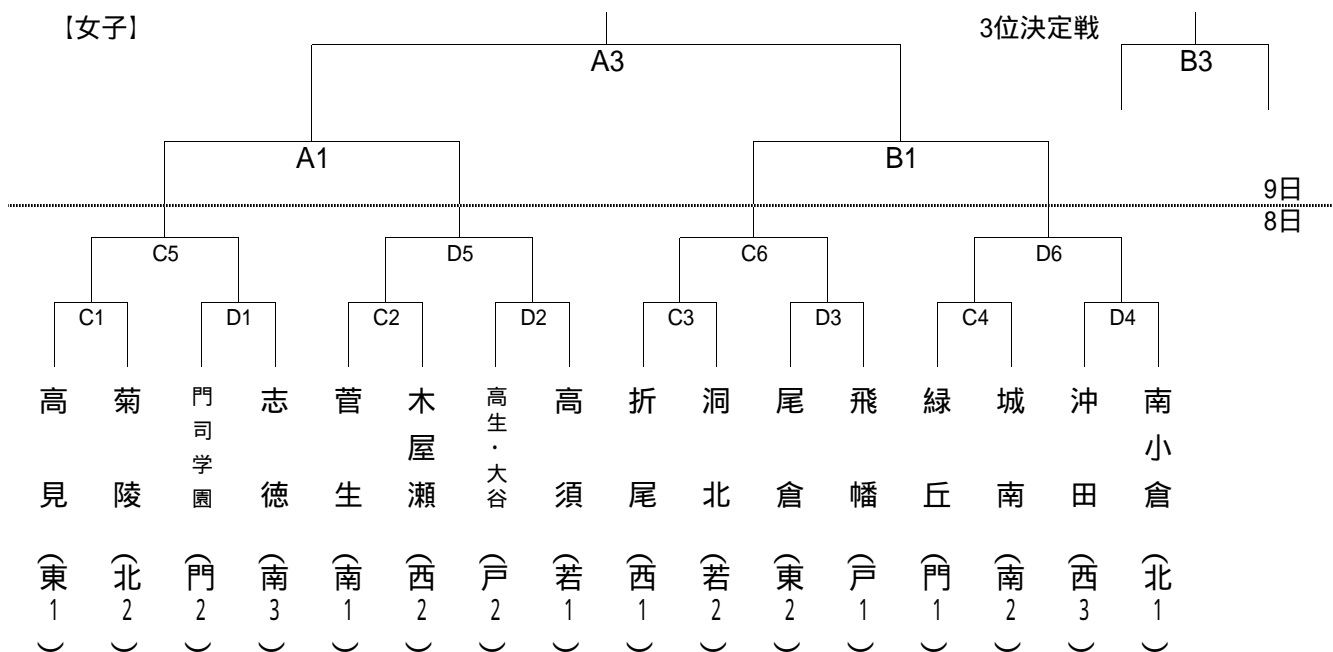 【女子】
3位決定戦
A3
B3
A1
B1
9日
8日
C5
D5
C6
D6
C1
D1
C2
D2
C3
D3
C4
D4
高見（東1）
菊陵（北2）
門司学園（門2）
志徳（南3）
菅生（南1）
木屋瀬（西2）
高生・大谷（戸2）
高須（若1）
折尾（西1）
洞北（若2）
尾倉（東2）
飛幡（戸1）
緑丘（門1）
城南（南2）
沖田（西3）
南小倉（北1）